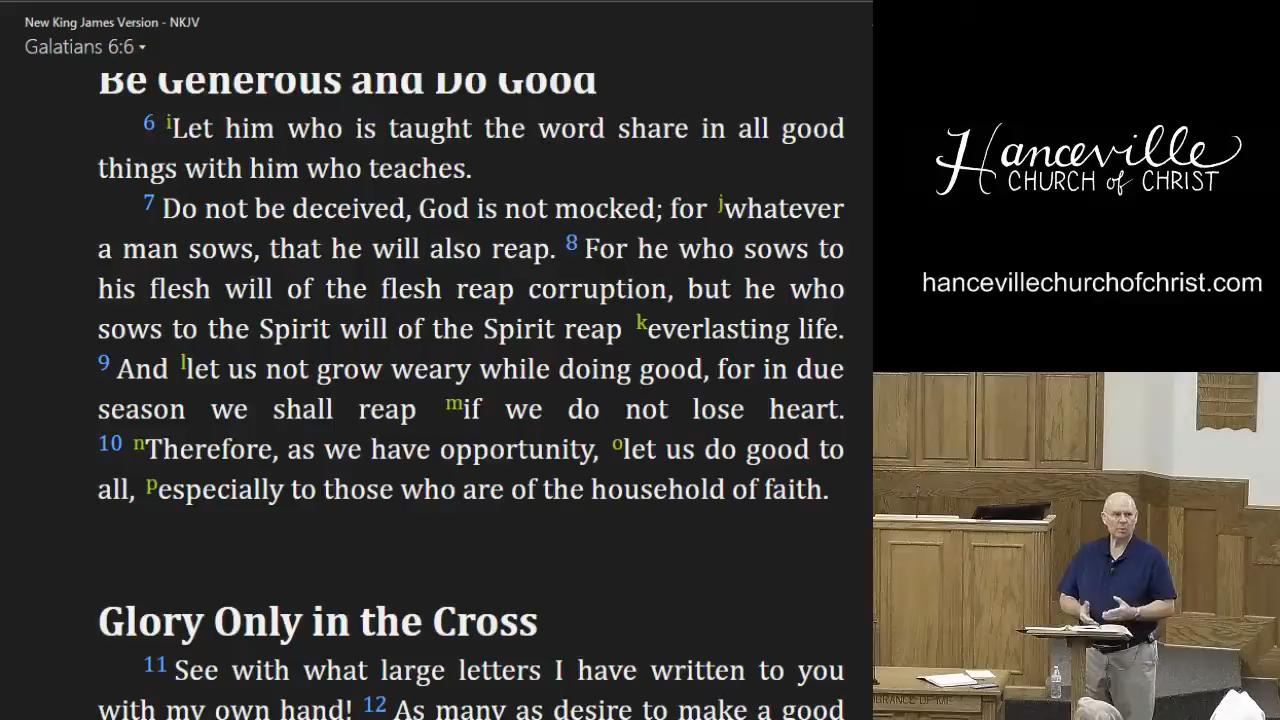 New King James Version - NKJV
Galatians 6:6
Be Generous and Do Good
6 iLet him who is taught the word share in all good
things with him who teaches.
7 Do not be deceived, God is not mocked; for jwhatever
a man sows, that he will also reap. 8 For he who sows to
his flesh will of the flesh reap corruption, but he who
sows to the Spirit will of the Spirit reap keverlasting life.
9 And llet us not grow weary while doing good, for in due
season we shall reap mif we do not lose heart.
10 nTherefore, as we have opportunity, olet us do good to
all, pespecially to those who are of the household of faith.
Glory Only in the Cross
11 See with what large letters I have written to you
with my own hand! 12 As many as desire to make a good
Hanceville
CHURCH of CHRIST
hancevillechurchofchrist.com
BRANCE OF ME